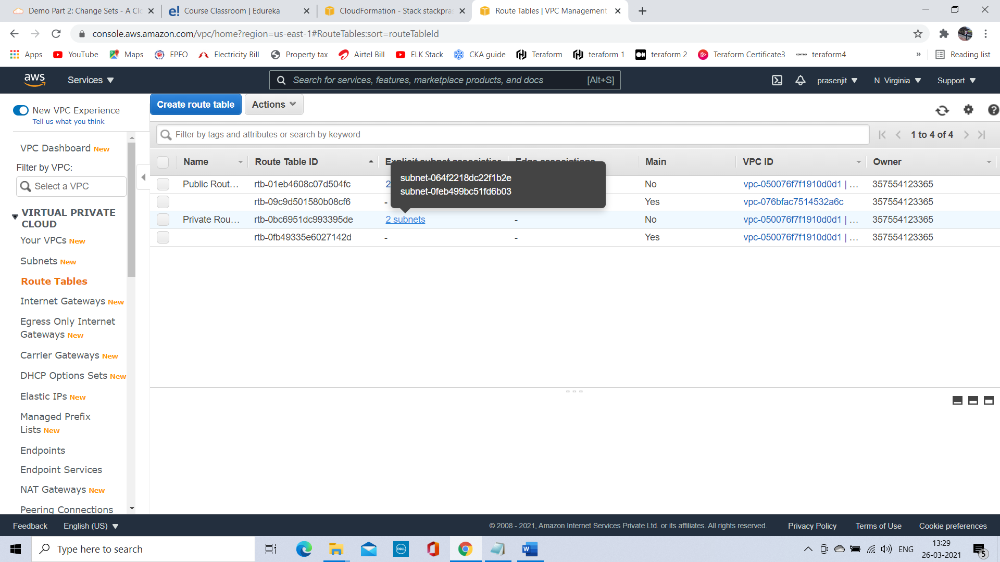 Demo Part 2: Change Sets - A Clo
Course Classroom | Edureka
CloudFormation - Stack stackpras
Route Tables | VPC Management
console.aws.amazon.com/vpc/home?region=us-east-1#RouteTables:sort=routeTableId
Apps
YouTube
Maps
EPFO
Electricity Bill
Property tax
Airtel Bill
ELK Stack
CKA guide
Teraform
teraform 1
teraform 2
Terraform Certificate3
teraform4
»
Reading list
aws
Services
Search for services, features, marketplace products, and docs [Alt+S]
prasenjit
N. Virginia
Support
New VPC Experience
Tell us what you think
Create route table
Actions
Filter by tags and attributes or search by keyword
1 to 4 of 4
VPC Dashboard New
Filter by VPC:
Select a VPC
VIRTUAL PRIVATE
CLOUD
Your VPCs New
Subnets New
Route Tables
Internet Gateways New
Egress Only Internet
Gateways New
Carrier Gateways New
DHCP Options Sets New
Elastic IPs New
Managed Prefix
Lists New
Endpoints
Endpoint Services
NAT Gateways New
Peering Connections
Name Route Table ID Explicit subnet association Edge associations Main VPC ID Owner
subnet-064f2218dc22f1b2e
subnet-0feb499bc51fd6b03
Public Rout... rtb-01eb4608c07d504fc 2 No vpc-050076f7f1910d0d1 | ... 357554123365
rtb-09c9d501580b08cf6 - Yes vpc-076bfac7514532a6c 357554123365
Private Rou... rtb-0bc6951dc993395de 2 subnets - No vpc-050076f7f1910d0d1 | ... 357554123365
rtb-0fb49335e6027142d - - Yes vpc-050076f7f1910d0d1 | ... 357554123365
Feedback
English (US)
© 2008 - 2021, Amazon Internet Services Private Ltd. or its affiliates. All rights reserved.
Privacy Policy
Terms of Use
Cookie preferences
Type here to search
DELL
W
ENG
13:29
26-03-2021
5